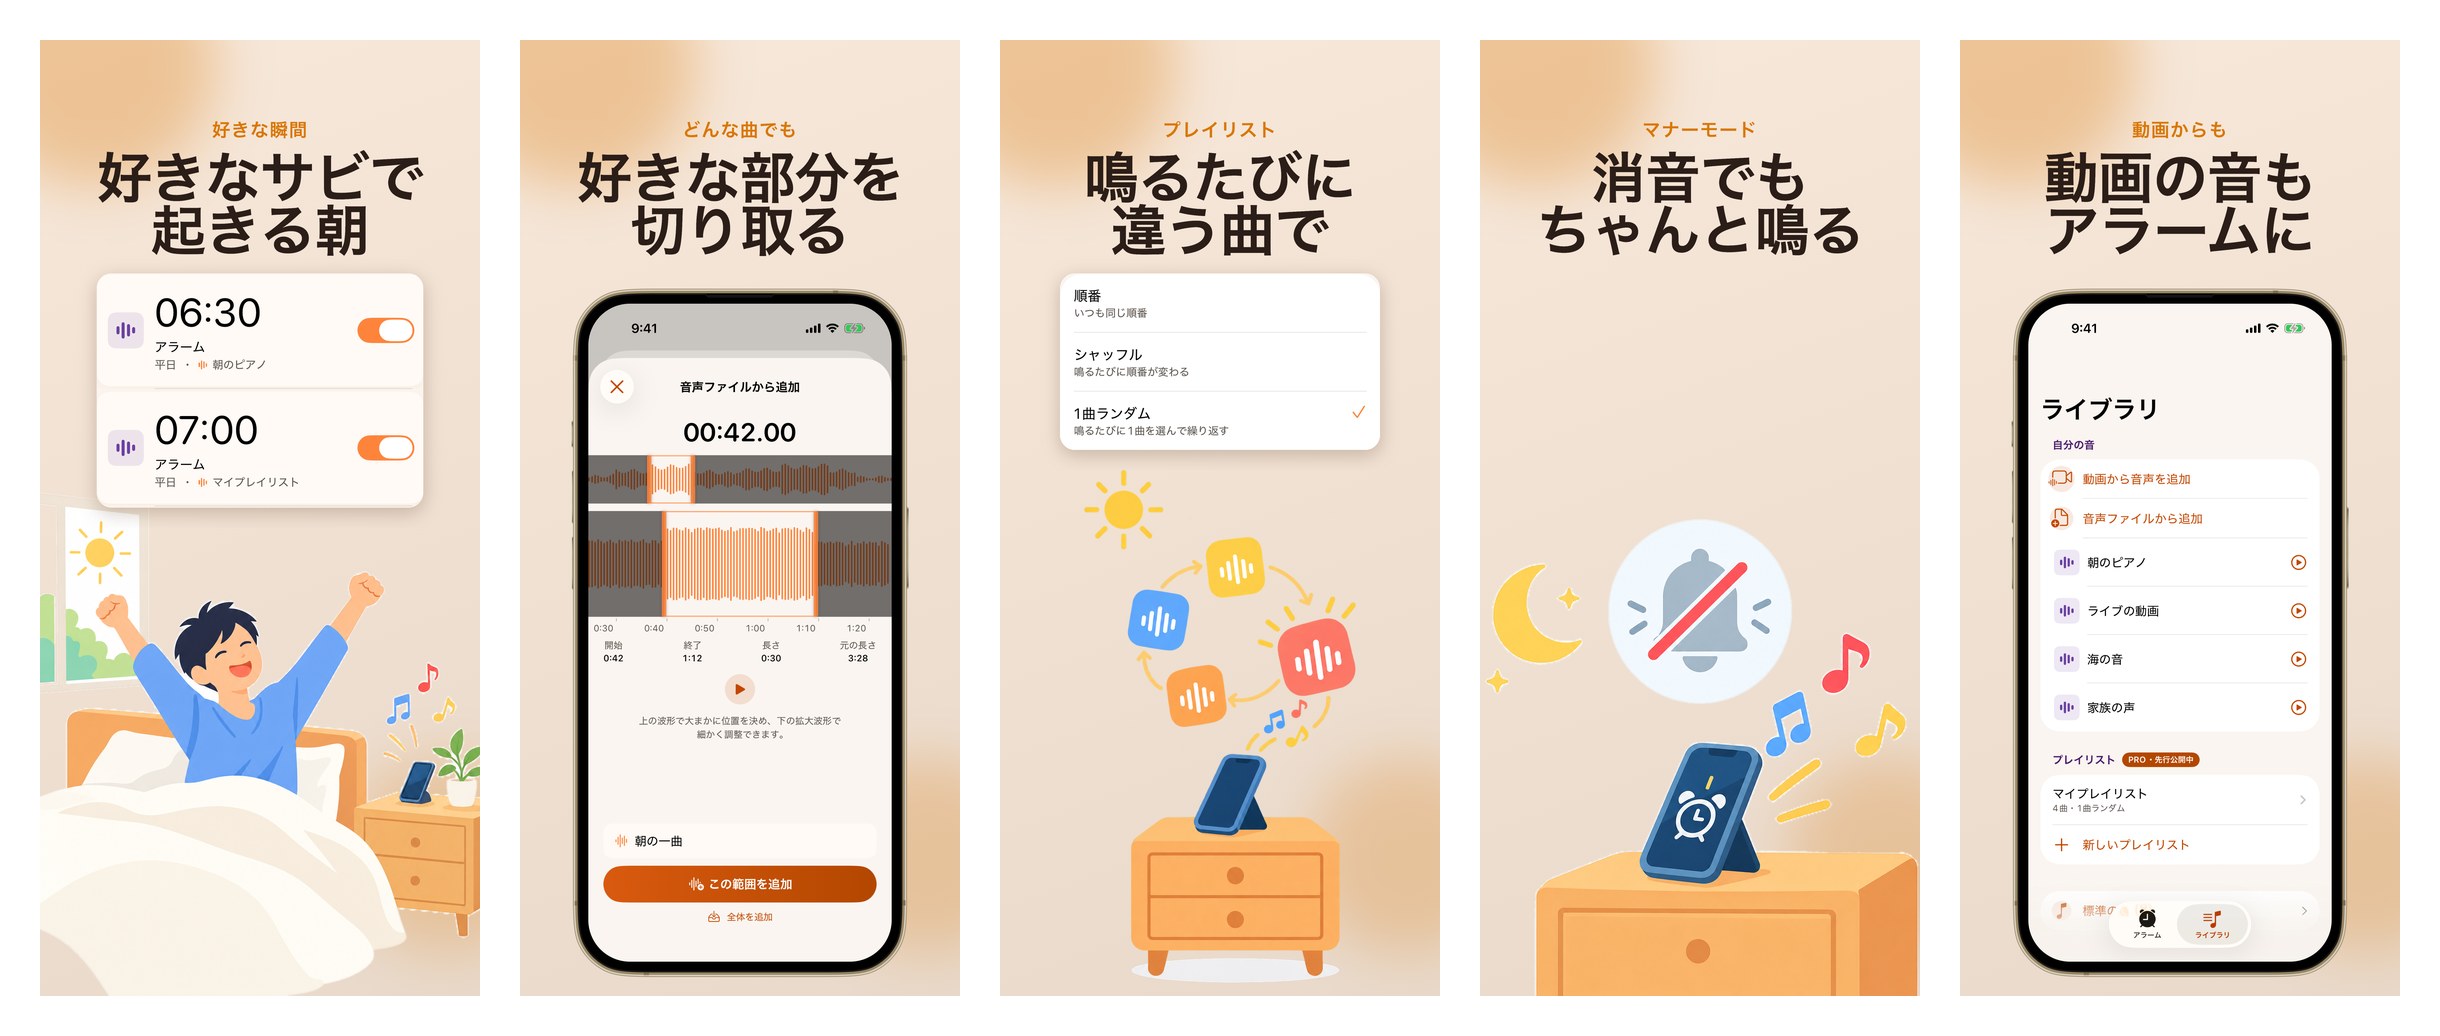 好きな瞬間
好きなサビで
起きる朝
06:30
アラーム
平日 ・ 朝のピアノ
07:00
アラーム
平日 ・ マイプレイリスト
どんな曲でも
好きな部分を
切り取る
9:41
音声ファイルから追加
00:42.00
0:30 0:40 0:50 1:00 1:10 1:20
開始 終了 長さ 元の長さ
0:42 1:12 0:30 3:28
上の波形で大まかに位置を決め、下の拡大波形で
細かく調整できます。
朝の一曲
この範囲を追加
全体を追加
プレイリスト
鳴るたびに
違う曲で
順番
いつも同じ順番
シャッフル
鳴るたびに順番が変わる
1曲ランダム
鳴るたびに1曲を選んで繰り返す
マナーモード
消音でも
ちゃんと鳴る
動画からも
動画の音も
アラームに
9:41
ライブラリ
自分の音
動画から音声を追加
音声ファイルから追加
朝のピアノ
ライブの動画
海の音
家族の声
プレイリスト PRO・先行公開中
マイプレイリスト
4曲・1曲ランダム
新しいプレイリスト
標準の
アラーム ライブラリ